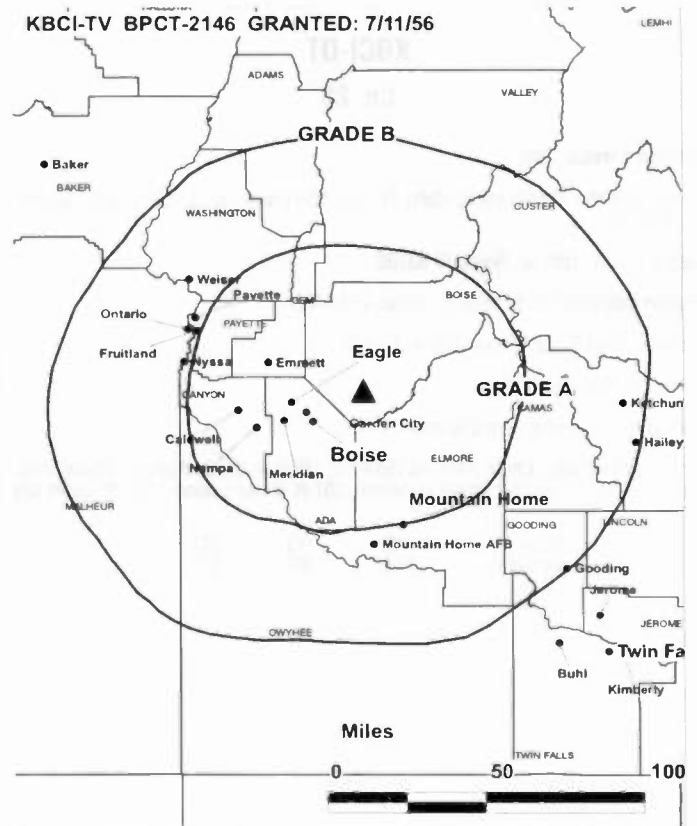 KBCI-TV BPCT-2146 GRANTED: 7/11/56
LEMHI
ADAMS
VALLEY
GRADE B
Baker
BAKER
CUSTER
WASHINGTON
Weiser
Payette
GEM
BOISE
Ontario
PAYETTE
Fruitland
Nyssa
Emmett
Eagle
GRADE A
CANYON
CAMAS
Ketchum
Garden City
Caldwell
Boise
Hailey
Nampa
Meridian
ELMORE
MALHEUR
Mountain Home
ADA
GOODING
LINCOLN
Mountain Home AFB
Gooding
Jerome
JEROME
OWYHEE
Twin Fa
Buhl
Kimberly
Miles
TWIN FALLS
0 50 100